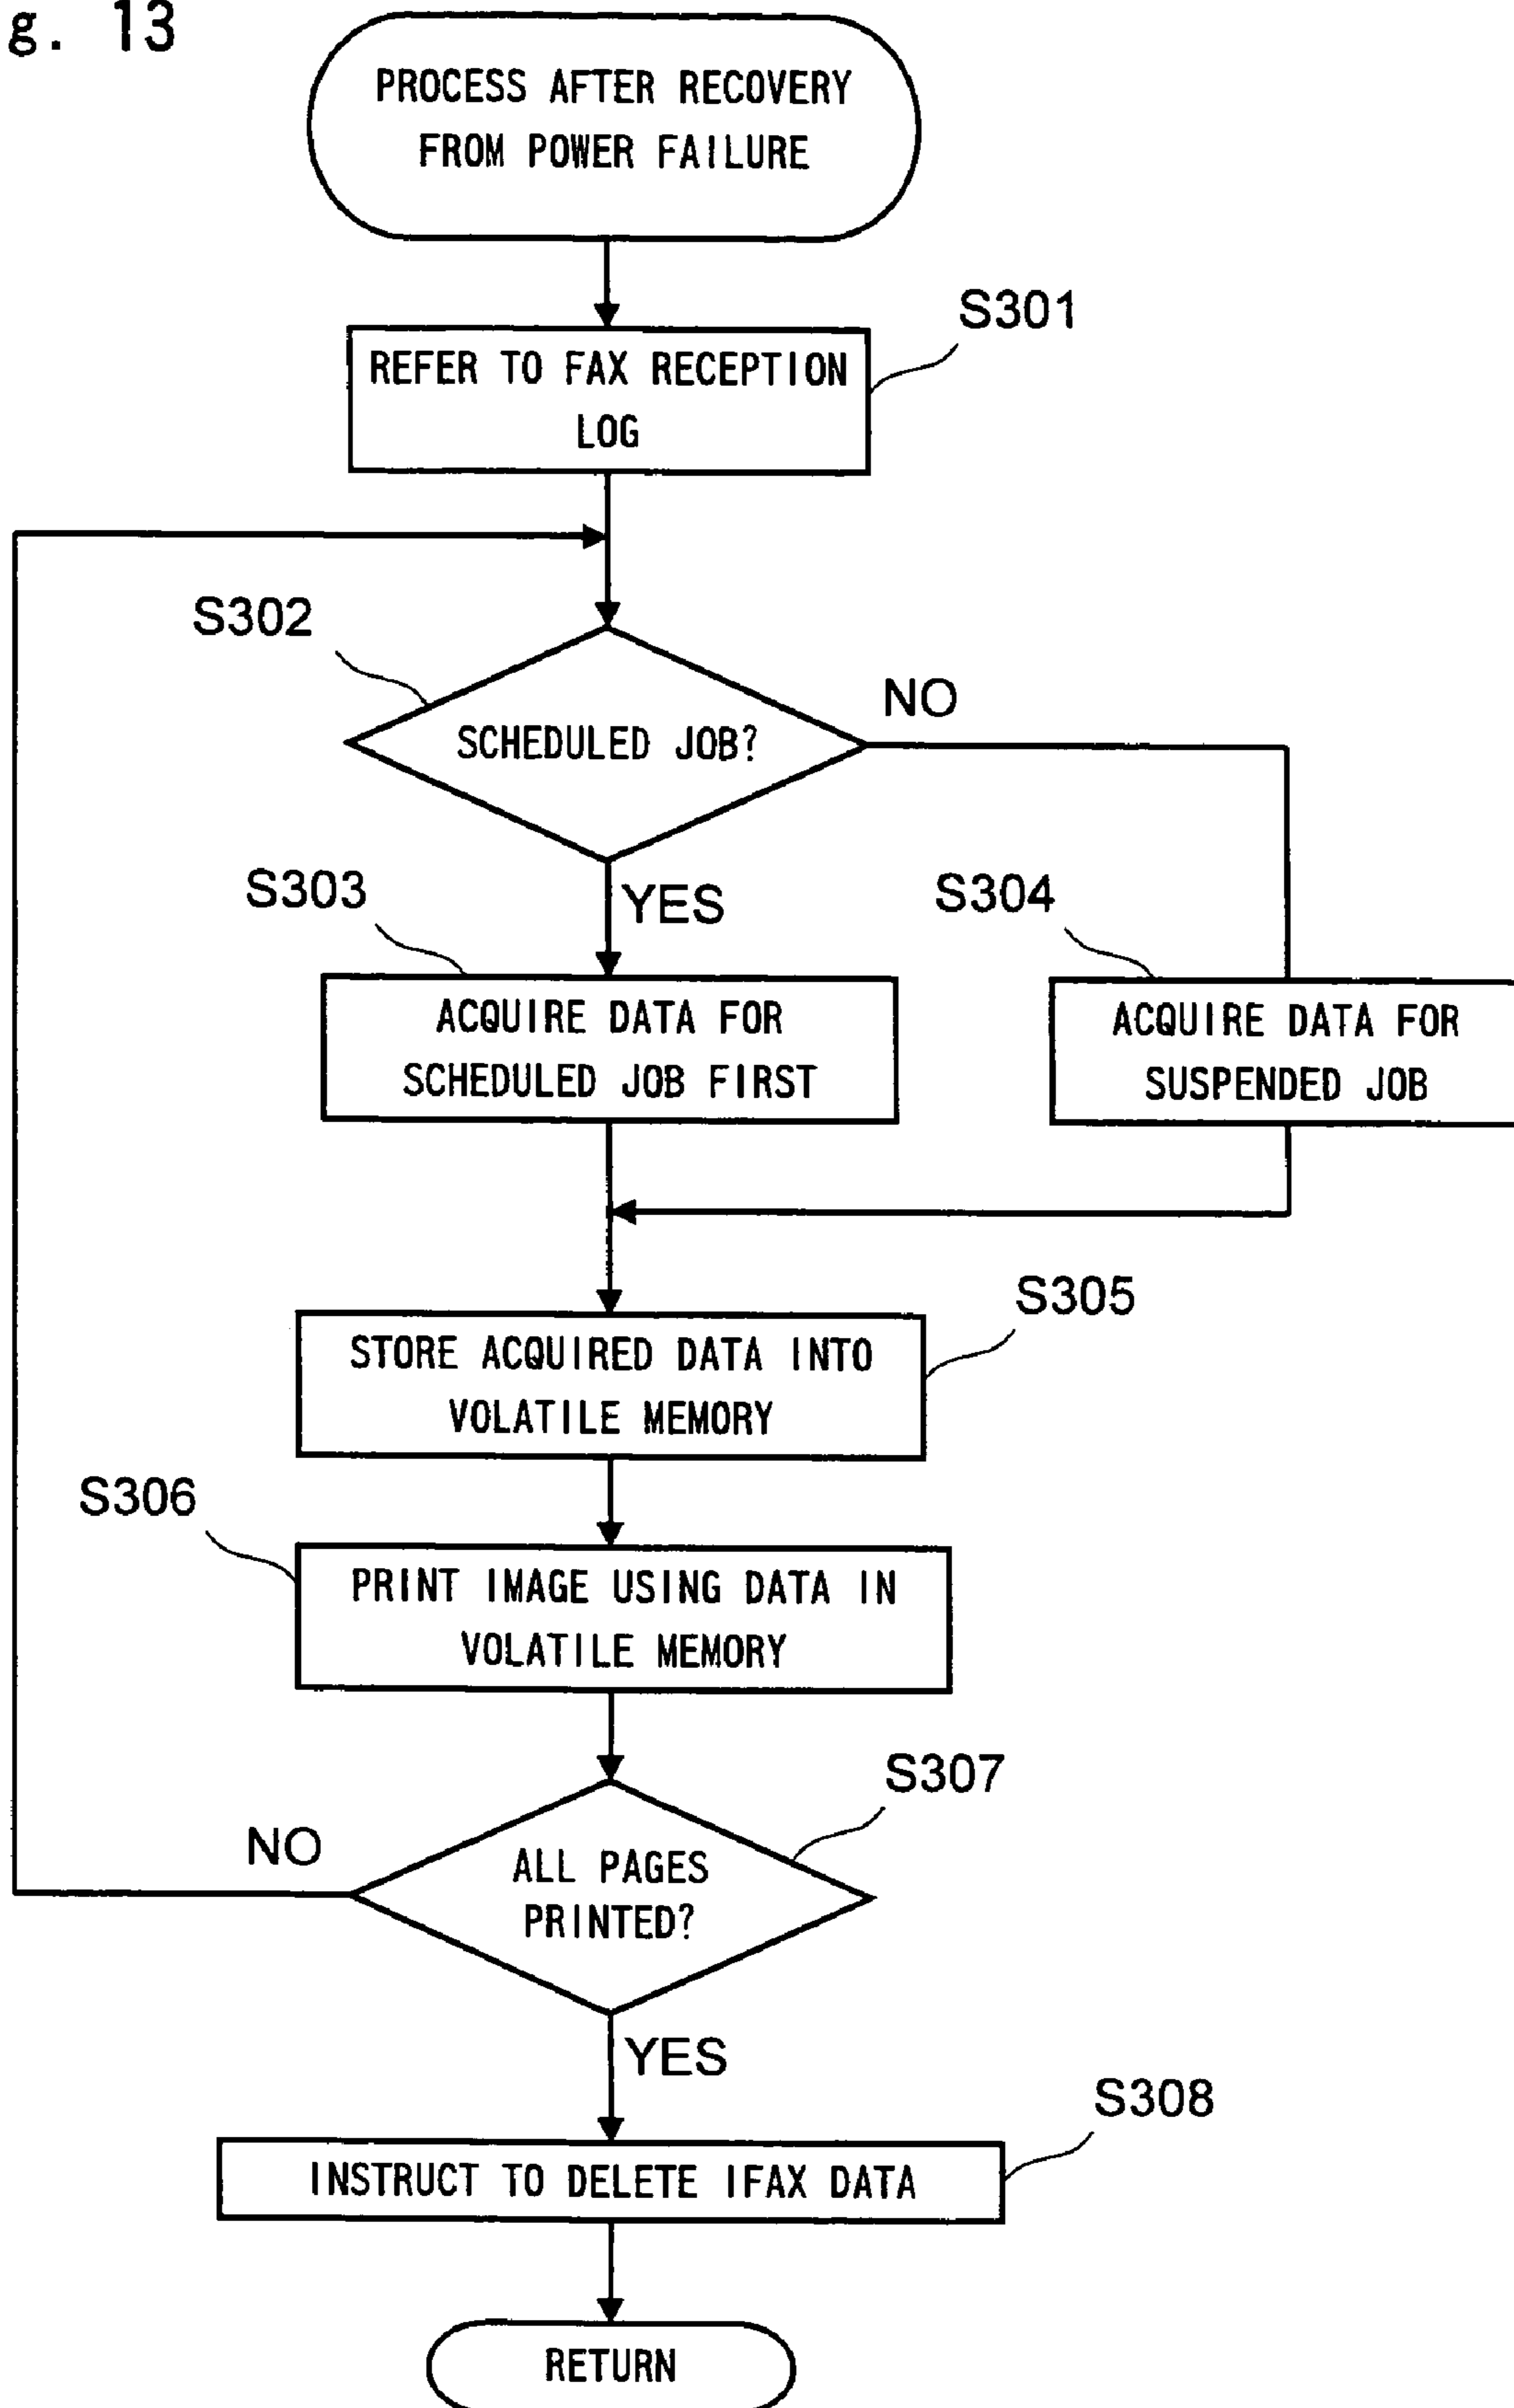 g. 13
PROCESS AFTER RECOVERY
FROM POWER FAILURE
S301
REFER TO FAX RECEPTION
LOG
S302
NO
SCHEDULED JOB?
S303
YES
S304
ACQUIRE DATA FOR
SCHEDULED JOB FIRST
ACQUIRE DATA FOR
SUSPENDED JOB
S305
STORE ACQUIRED DATA INTO
VOLATILE MEMORY
S306
PRINT IMAGE USING DATA IN
VOLATILE MEMORY
S307
NO
ALL PAGES
PRINTED?
YES
S308
INSTRUCT TO DELETE IFAX DATA
RETURN